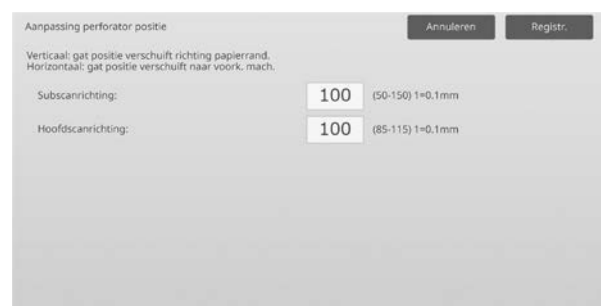 Aanpassing perforator positie
Annuleren
Registr.
Verticaal: gat positie verschuift richting papierrand.
Horizontaal: gat positie verschuift naar voork. mach.
Subscanrichting:
100
(50-150) 1=0.1mm
Hoofdscanrichting:
100
(85-115) 1=0.1mm